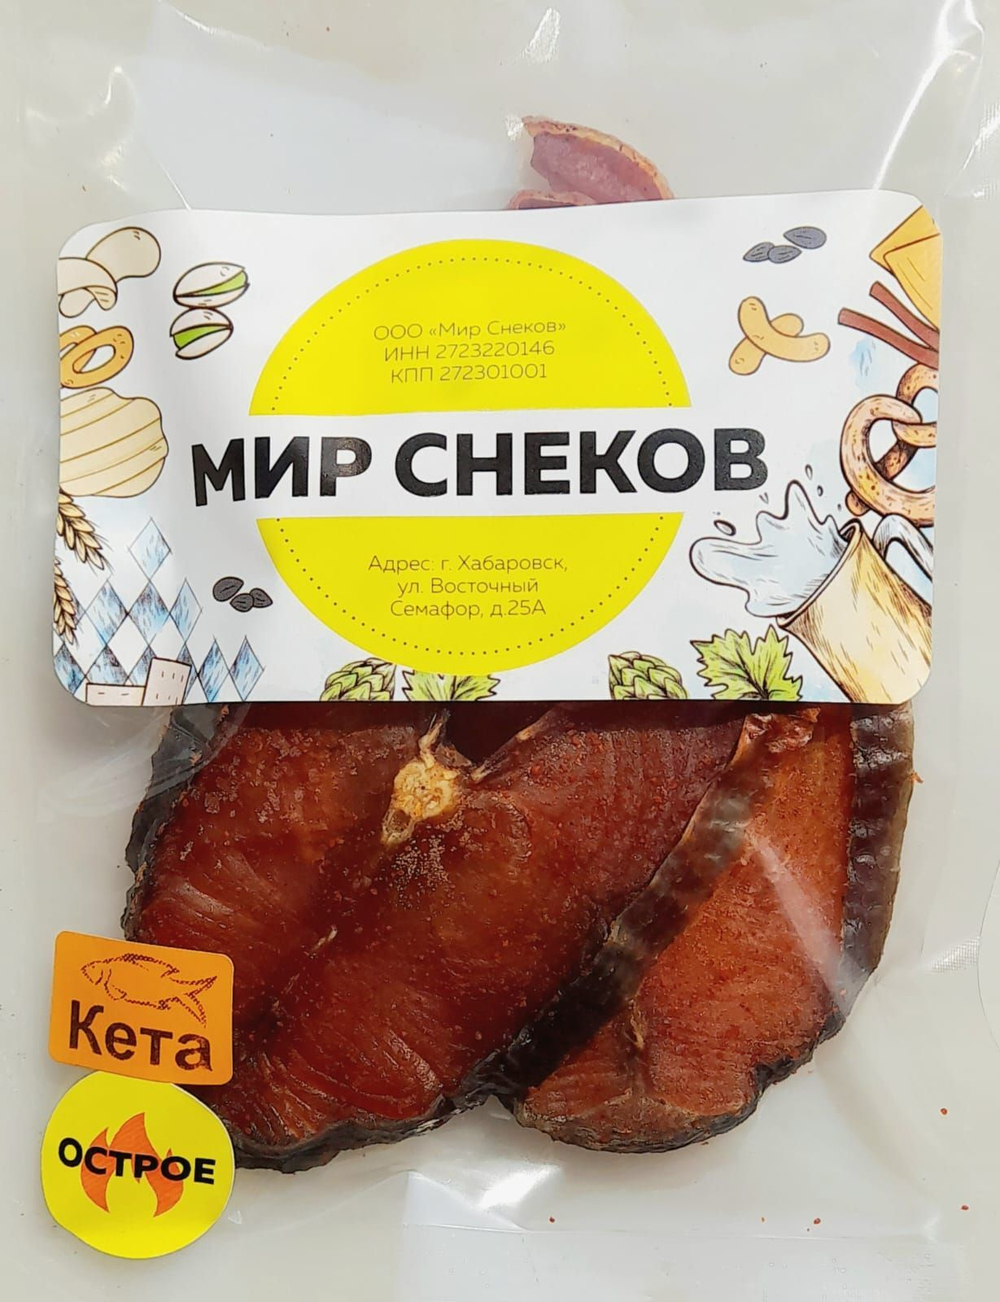 ООО «Мир Снеков»
ИНН 2723220146
КПП 272301001
МИР СНЕКОВ
Адрес: г. Хабаровск,
ул. Восточный
Семафор, д.25А
Кета
ОСТРОЕ